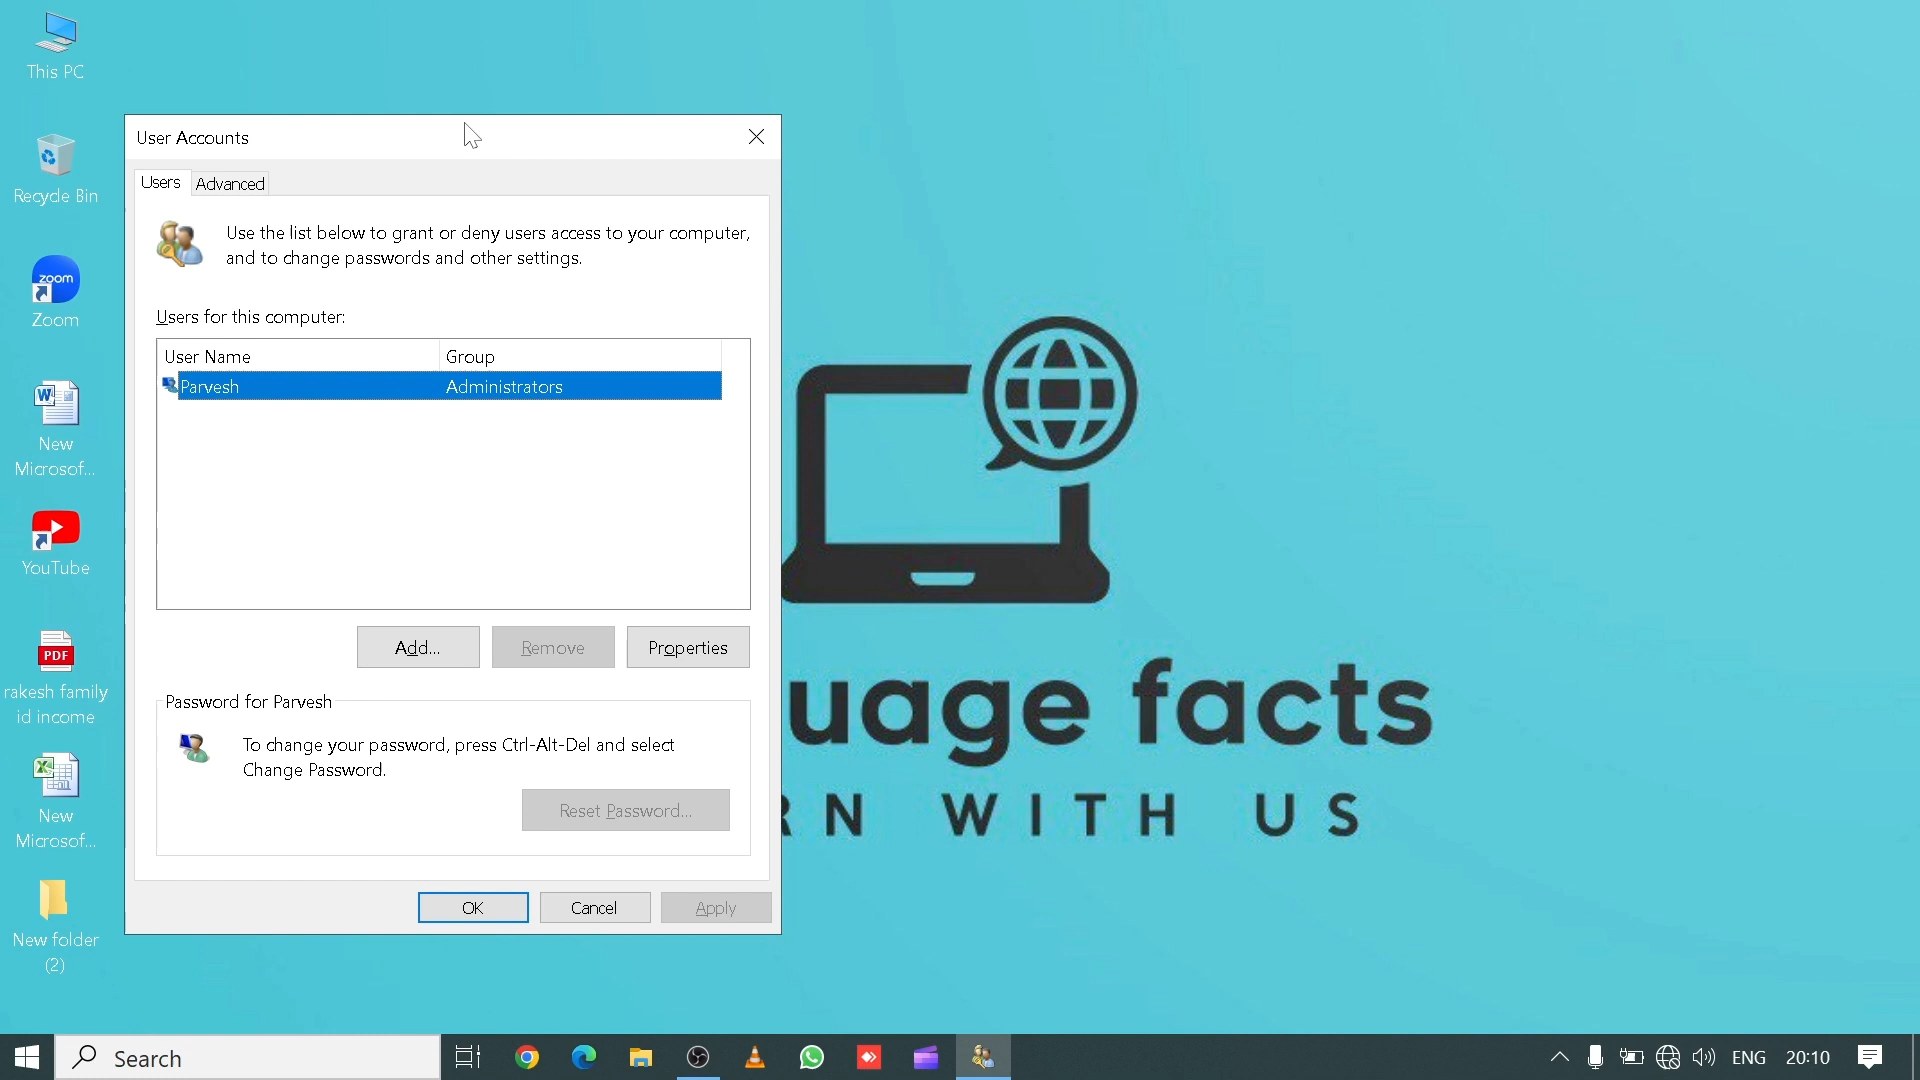 This PC
Recycle Bin
zoom
Zoom
New
Microsof...
YouTube
PDF
rakesh family
id income
New
Microsof...
New folder
(2)
User Accounts
Users
Advanced
Use the list below to grant or deny users access to your computer,
and to change passwords and other settings.
Users for this computer:
User Name
Group
Parvesh
Administrators
Add...
Remove
Properties
Password for Parvesh
To change your password, press Ctrl-Alt-Del and select
Change Password.
Reset Password...
OK
Cancel
Apply
uage facts
RN WITH US
Search
ENG
20:10